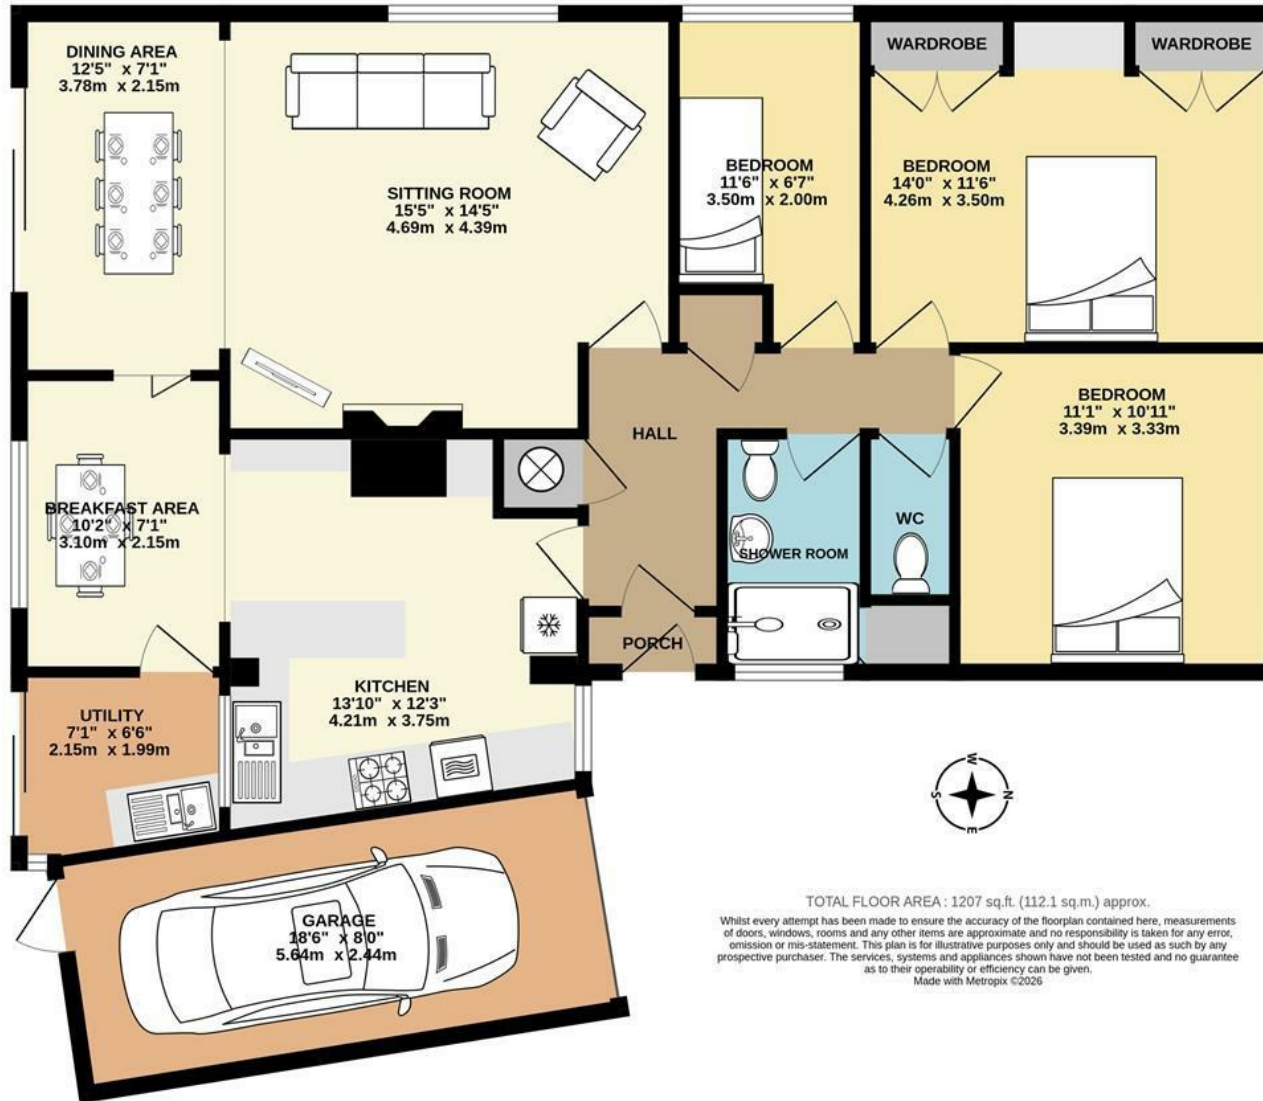 DINING AREA
12'5" x 7'1"
3.78m x 2.15m
SITTING ROOM
15'5" x 14'5"
4.69m x 4.39m
BEDROOM
11'6" x 6'7"
3.50m x 2.00m
WARDROBE
WARDROBE
BEDROOM
14'0" x 11'6"
4.26m x 3.50m
BEDROOM
11'1" x 10'11"
3.39m x 3.33m
HALL
BREAKFAST AREA
10'2" x 7'1"
3.10m x 2.15m
WC
SHOWER ROOM
PORCH
KITCHEN
13'10" x 12'3"
4.21m x 3.75m
UTILITY
7'1" x 6'6"
2.15m x 1.99m
GARAGE
18'6" x 8'0"
5.64m x 2.44m
W
N
S
E
TOTAL FLOOR AREA : 1207 sq.ft. (112.1 sq.m.) approx.
Whilst every attempt has been made to ensure the accuracy of the floorplan contained here, measurements
of doors, windows, rooms and any other items are approximate and no responsibility is taken for any error,
omission or mis-statement. This plan is for illustrative purposes only and should be used as such by any
prospective purchaser. The services, systems and appliances shown have not been tested and no guarantee
as to their operability or efficiency can be given.
Made with Metropix ©2026